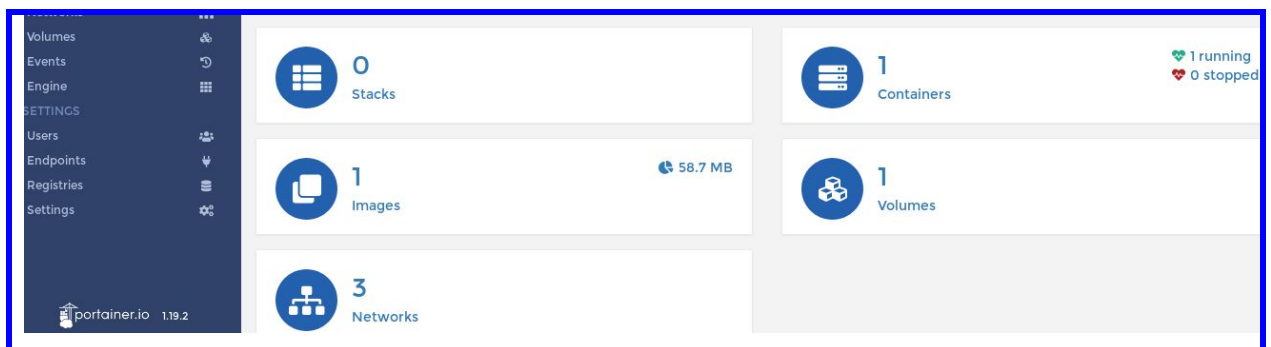 Volumes
Events
Engine
SETTINGS
Users
Endpoints
Registries
Settings
portainer.io 1.19.2
0
Stacks
1
Containers
1 running
0 stopped
1
Images
58.7 MB
1
Volumes
3
Networks